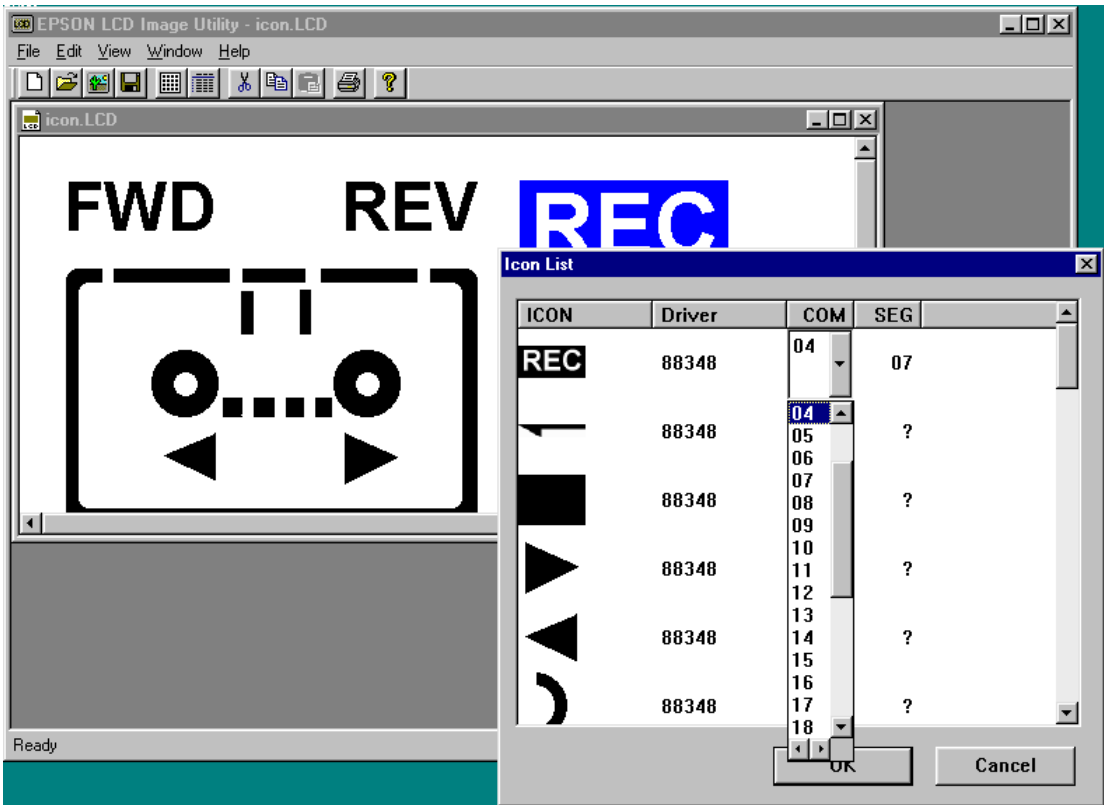 EPSON LCD Image Utility - icon.LCD
File Edit View Window Help
icon.LCD
FWD REV REC
Icon List
ICON Driver COM SEG
REC 88348 04 07
88348 ?
88348 ?
88348 ?
88348 ?
88348 ?
04
05
06
07
08
09
10
11
12
13
14
15
16
17
18
Ready
OK Cancel